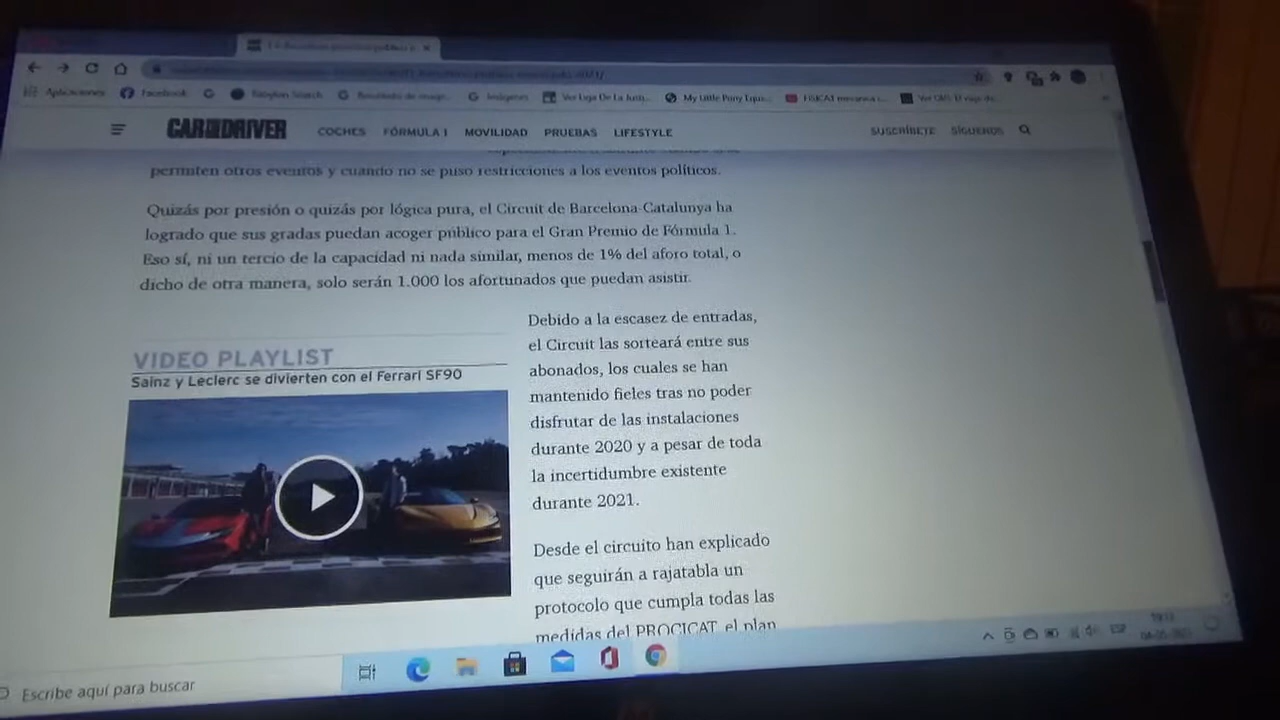 Aplicaciones Facebook Babylon Search Resultados de image... Imágenes Ver Liga De La Justi... My Little Pony Eque... FISICA1 mecanica c...
CAR AND DRIVER COCHES FÓRMULA 1 MOVILIDAD PRUEBAS LIFESTYLE SUSCRÍBETE SÍGUENOS
permiten otros eventos y cuando no se puso restricciones a los eventos políticos.
Quizás por presión o quizás por lógica pura, el Circuit de Barcelona-Catalunya ha
logrado que sus gradas puedan acoger público para el Gran Premio de Fórmula 1.
Eso sí, ni un tercio de la capacidad ni nada similar, menos de 1% del aforo total, o
dicho de otra manera, solo serán 1.000 los afortunados que puedan asistir.
VIDEO PLAYLIST
Sainz y Leclerc se divierten con el Ferrari SF90
Debido a la escasez de entradas,
el Circuit las sorteará entre sus
abonados, los cuales se han
mantenido fieles tras no poder
disfrutar de las instalaciones
durante 2020 y a pesar de toda
la incertidumbre existente
durante 2021.
Desde el circuito han explicado
que seguirán a rajatabla un
protocolo que cumpla todas las
medidas del PROCICAT, el plan
Escribe aquí para buscar